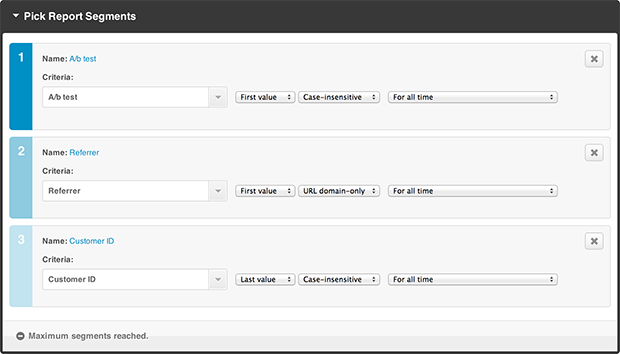 Pick Report Segments
1
Name: A/b test
Criteria:
A/b test First value Case-insensitive For all time
2
Name: Referrer
Criteria:
Referrer First value URL domain-only For all time
3
Name: Customer ID
Criteria:
Customer ID Last value Case-insensitive For all time
Maximum segments reached.